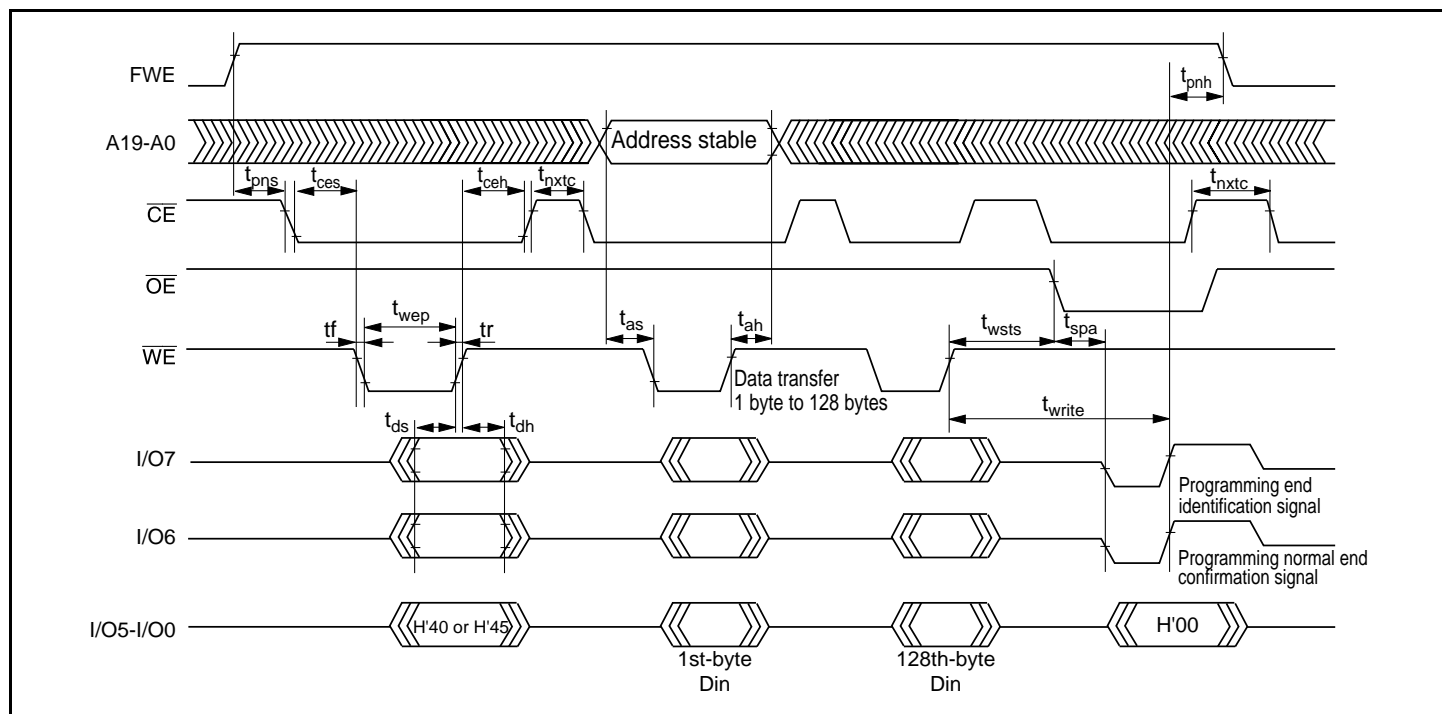 FWE
tpnh
A19-A0
Address stable
tpns
tces
tceh
tnxtc
tnxtc
CE
OE
twep
tf
tr
tas
tah
twsts
tspa
WE
Data transfer
1 byte to 128 bytes
twrite
tds
tdh
I/O7
Programming end
identification signal
I/O6
Programming normal end
confirmation signal
I/O5-I/O0
H'40 or H'45
H'00
1st-byte
Din
128th-byte
Din